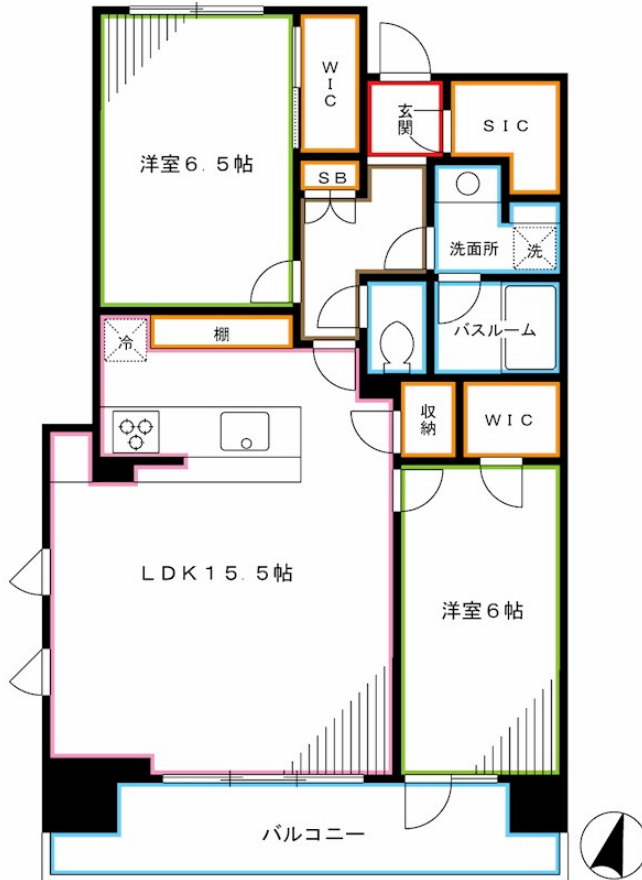 WIC
玄関
SIC
洋室6.5帖
SB
洗面所
洗
冷
棚
バスルーム
収納
WIC
LDK15.5帖
洋室6帖
バルコニー